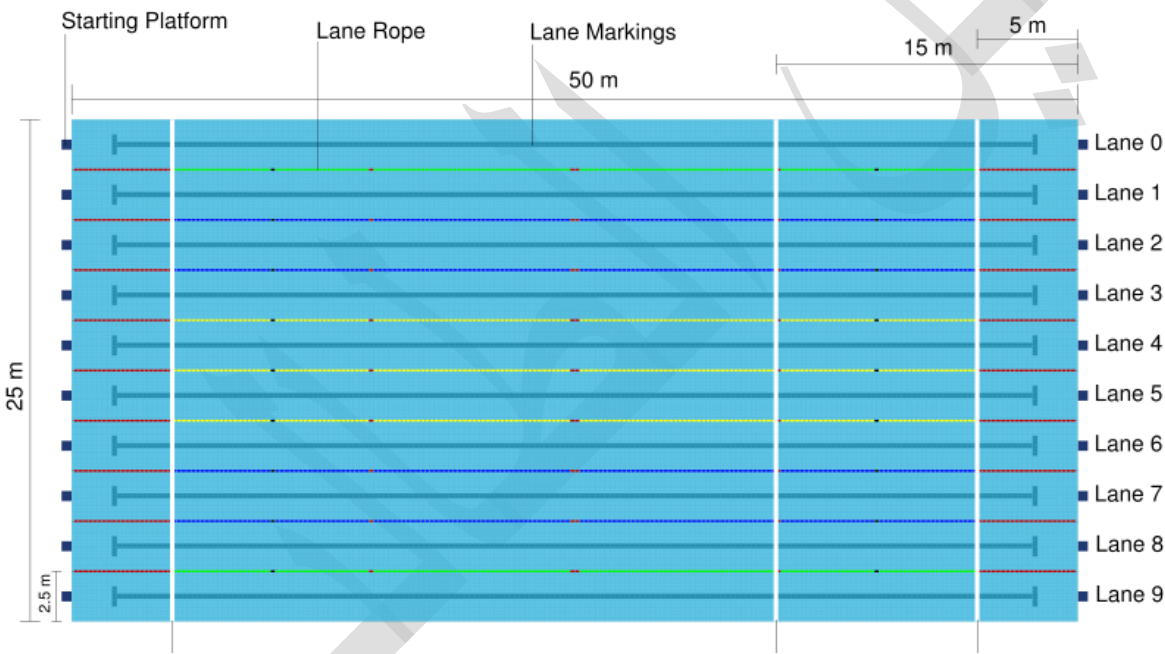 Starting Platform
Lane Rope
Lane Markings
5 m
15 m
50 m
25 m
2.5 m
Lane 0
Lane 1
Lane 2
Lane 3
Lane 4
Lane 5
Lane 6
Lane 7
Lane 8
Lane 9